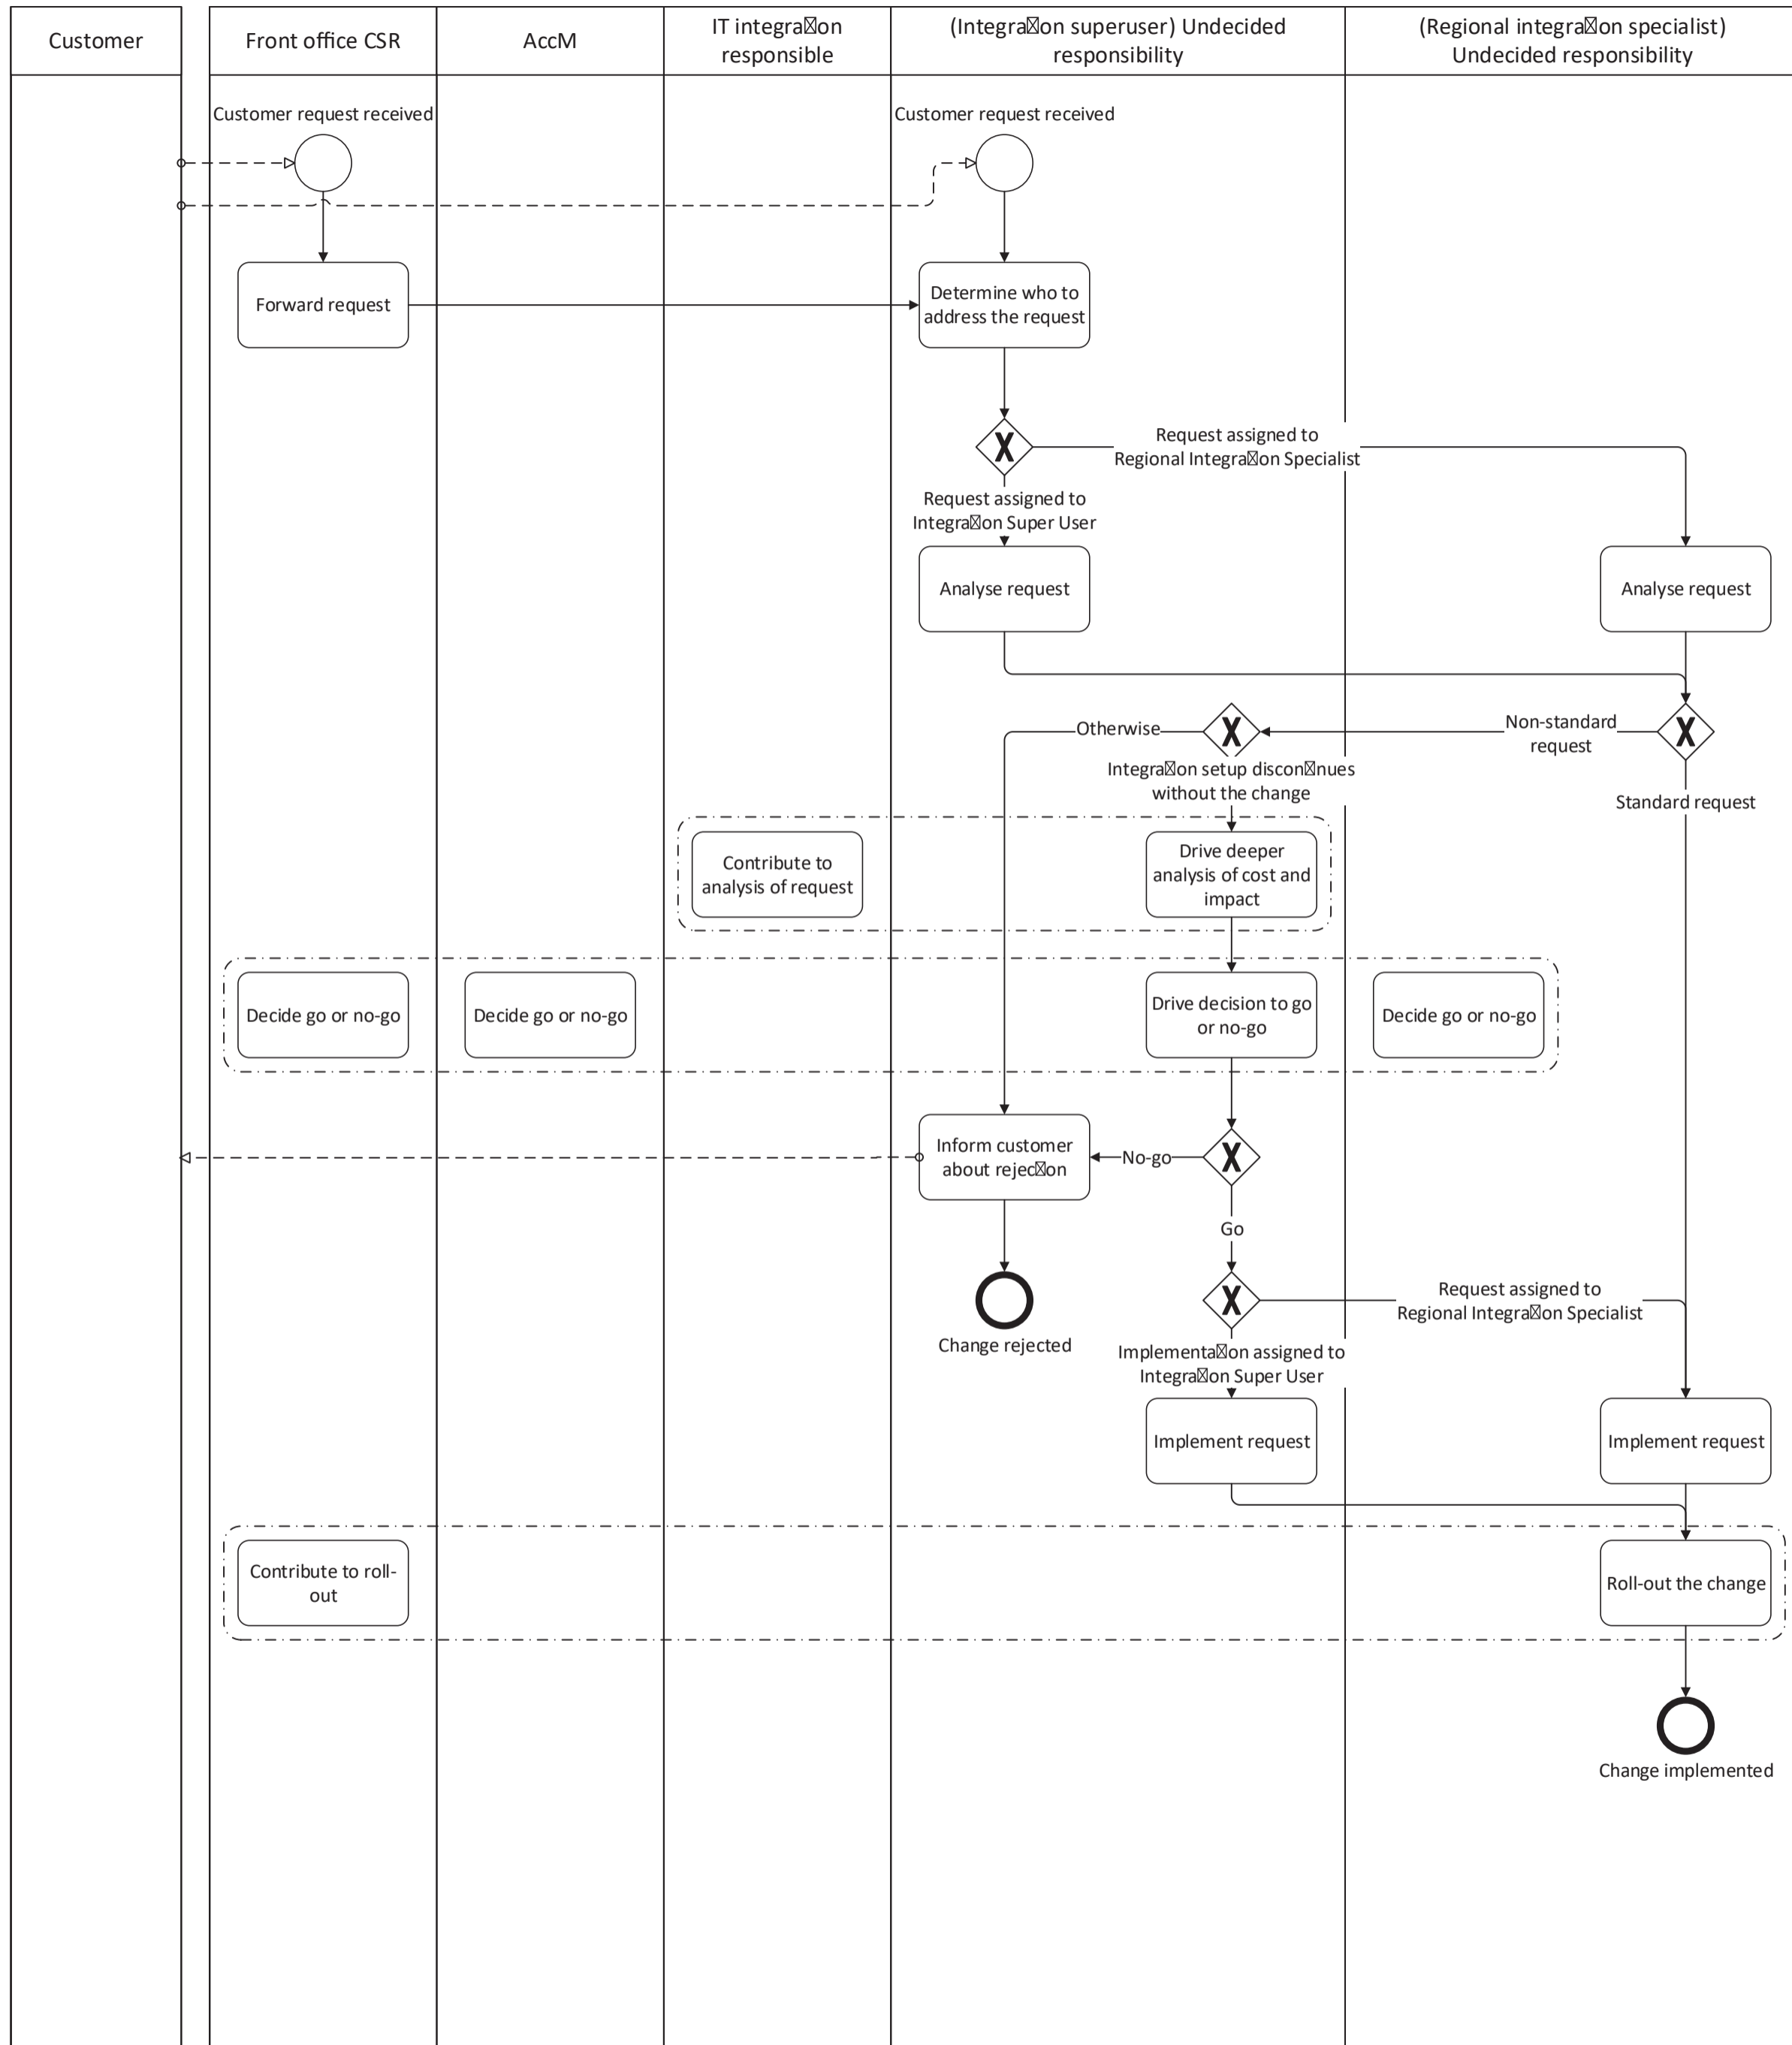 Customer
Front office CSR
AccM
IT integra☒on
responsible
(Integra☒on superuser) Undecided
responsibility
(Regional integra☒on specialist)
Undecided responsibility
Customer request received
Customer request received
Forward request
Determine who to
address the request
X
Request assigned to
Regional Integra☒on Specialist
Request assigned to
Integra☒on Super User
Analyse request
Analyse request
Otherwise
X
Non-standard
request
X
Integra☒on setup discon☒nues
without the change
Standard request
Contribute to
analysis of request
Drive deeper
analysis of cost and
impact
Decide go or no-go
Decide go or no-go
Drive decision to go
or no-go
Decide go or no-go
Inform customer
about rejec☒on
No-go
X
Go
X
Request assigned to
Regional Integra☒on Specialist
Change rejected
Implementa☒on assigned to
Integra☒on Super User
Implement request
Implement request
Contribute to roll-
out
Roll-out the change
Change implemented